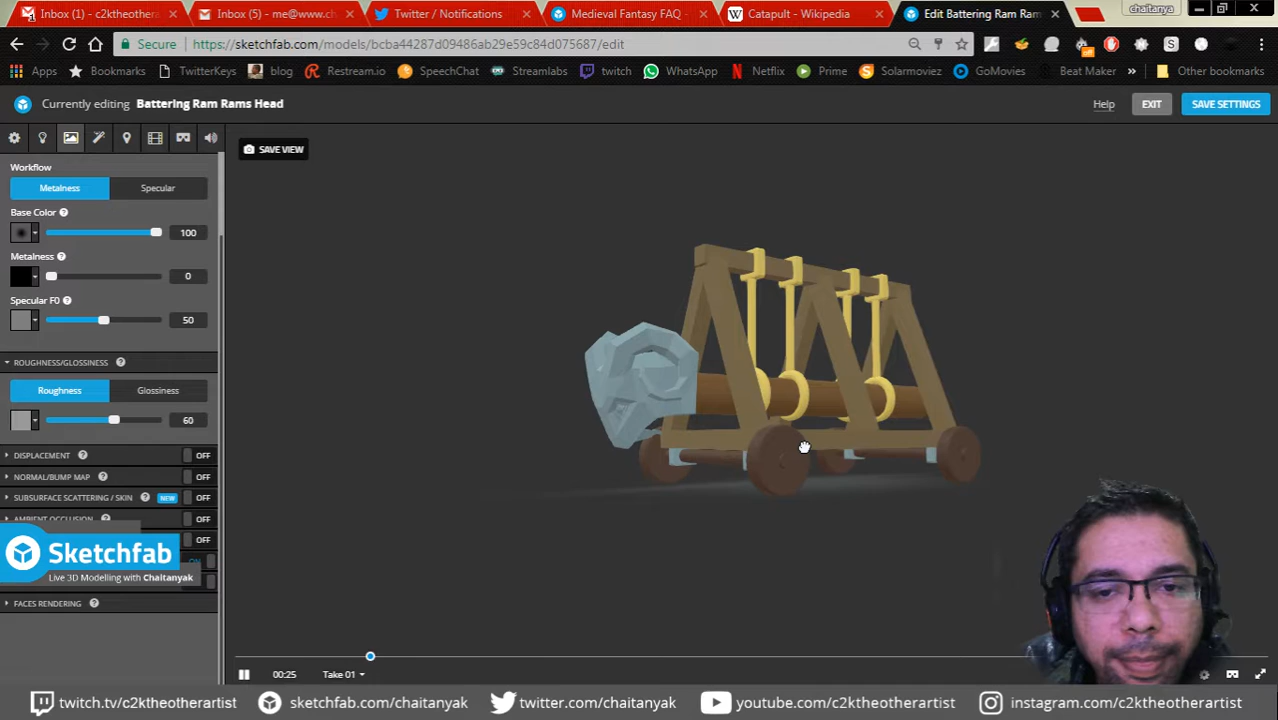 Inbox (1) - c2ktheother
Inbox (5) - me@www.ch
Twitter / Notifications
Medieval Fantasy FAQ -
Catapult - Wikipedia
Edit Battering Ram Ram
chaitanya
Secure
https://sketchfab.com/models/bcba44287d09486ab29e59c84d075687/edit
Apps
Bookmarks
TwitterKeys
blog
Restream.io
SpeechChat
Streamlabs
twitch
WhatsApp
Netflix
Prime
Solarmoviez
GoMovies
Beat Maker
»
Other bookmarks
Currently editing Battering Ram Rams Head
Help
EXIT
SAVE SETTINGS
SAVE VIEW
Workflow
Metalness
Specular
Base Color
100
Metalness
0
Specular F0
50
ROUGHNESS/GLOSSINESS
Roughness
Glossiness
60
DISPLACEMENT OFF
NORMAL/BUMP MAP OFF
SUBSURFACE SCATTERING / SKIN NEW OFF
AMBIENT OCCLUSION OFF
OFF
Sketchfab
Live 3D Modelling with Chaitanyak
FACES RENDERING
00:25
Take 01
twitch.tv/c2ktheotherartist
sketchfab.com/chaitanyak
twitter.com/chaitanyak
youtube.com/c2ktheotherartist
instagram.com/c2ktheotherartist